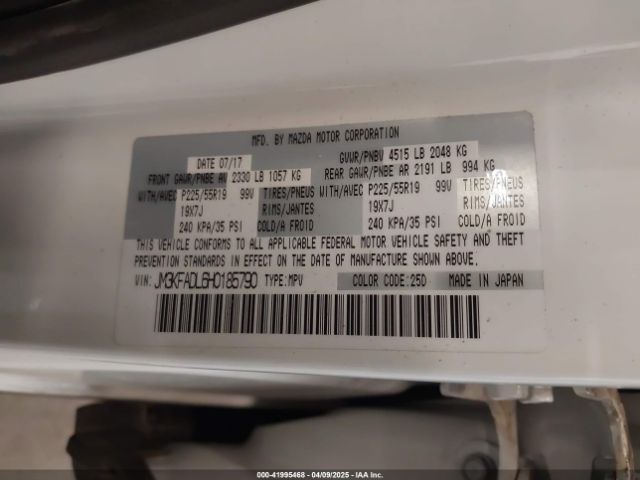 MFD. BY MAZDA MOTOR CORPORATION
DATE 07/17 GVWR/PNBV 4515 LB 2048 KG
FRONT GAWR/PNBE AV 2330 LB 1057 KG REAR GAWR/PNBE AR 2191 LB 994 KG
WITH/AVEC P225/55R19 99V TIRES/PNEUS WITH/AVEC P225/55R19 99V TIRES/PNEUS
19X7J RIMS/JANTES 19X7J RIMS/JANTES
240 KPA/35 PSI COLD/A FROID 240 KPA/35 PSI COLD/A FROID
THIS VEHICLE CONFORMS TO ALL APPLICABLE FEDERAL MOTOR VEHICLE SAFETY AND THEFT
PREVENTION STANDARDS IN EFFECT ON THE DATE OF MANUFACTURE SHOWN ABOVE.
VIN: JM3KFADL6H0185790 TYPE:MPV COLOR CODE:25D MADE IN JAPAN
000-41995468 - 04/09/2025 - IAA Inc.